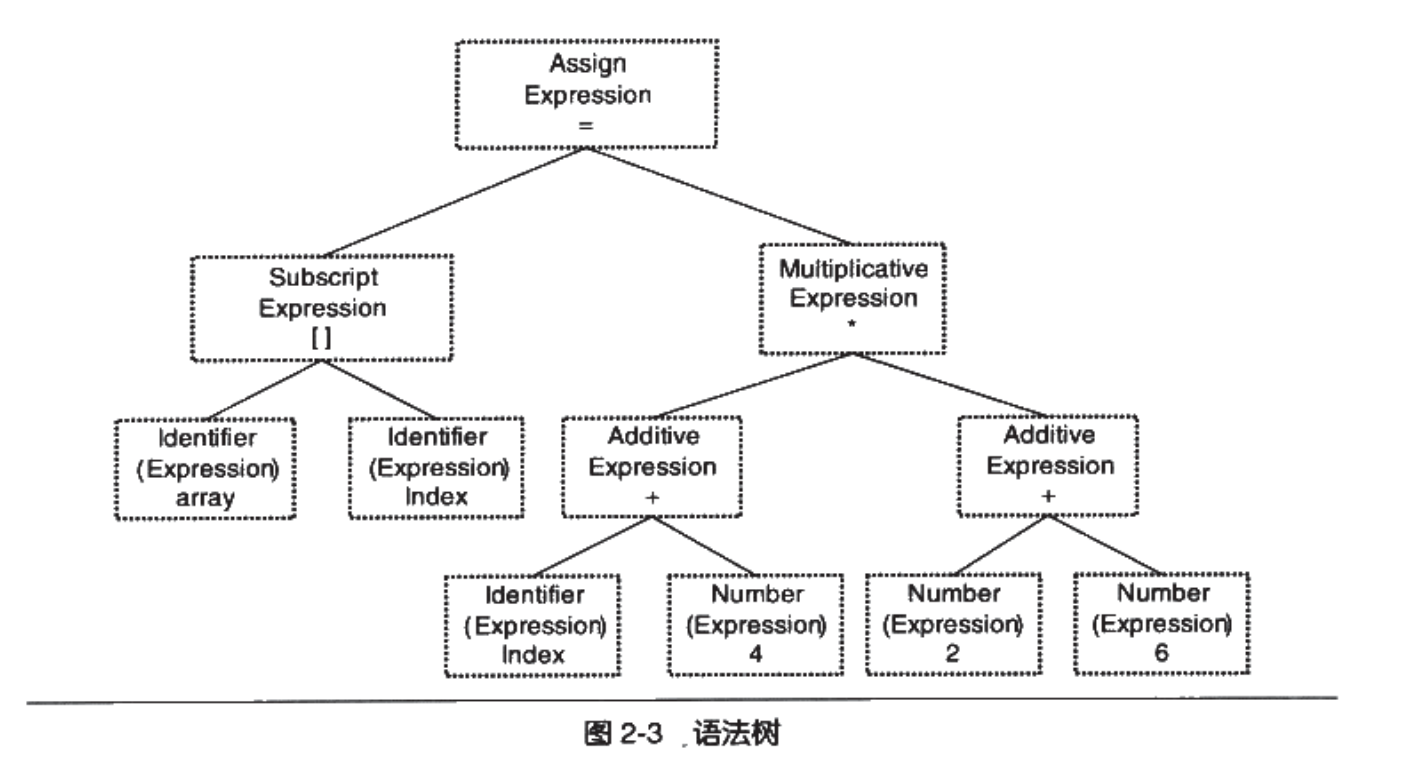 Assign
Expression
=
Subscript
Expression
[ ]
Multiplicative
Expression
*
Identifier
(Expression)
array
Identifier
(Expression)
Index
Additive
Expression
+
Additive
Expression
+
Identifier
(Expression)
Index
Number
(Expression)
4
Number
(Expression)
2
Number
(Expression)
6
图 2-3 语法树